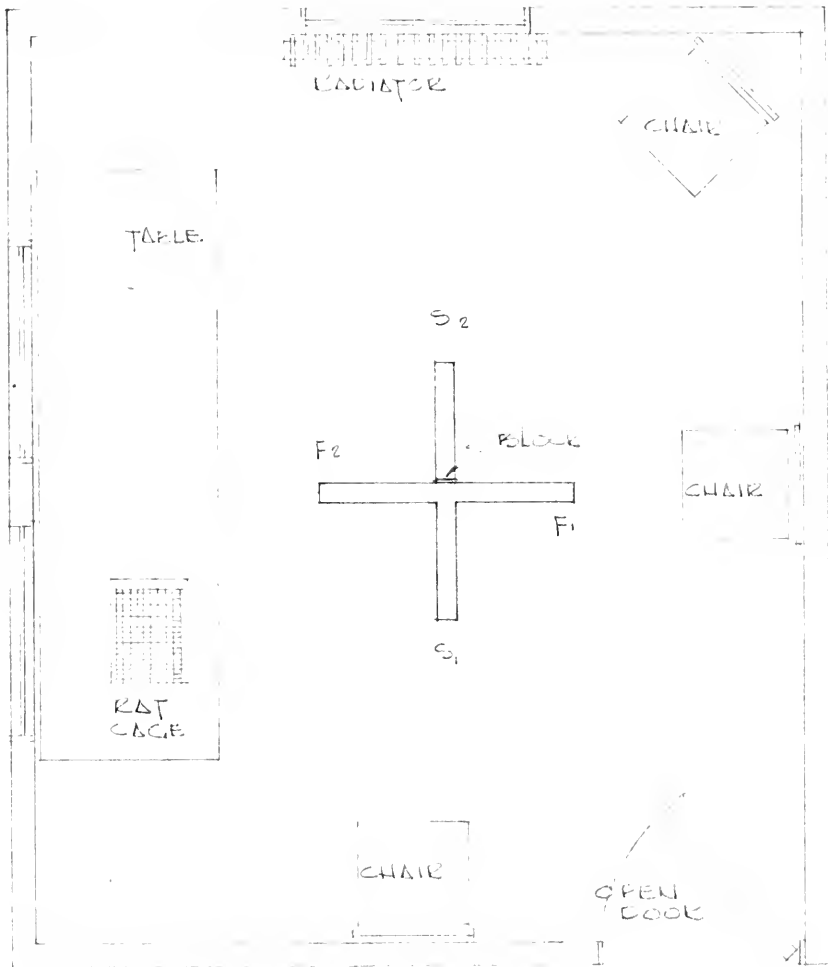 RADIATOR
CHAIR
TABLE
S2
BLOCK
F2
CHAIR
F1
S1
RAT
CAGE
CHAIR
OPEN
DOOR